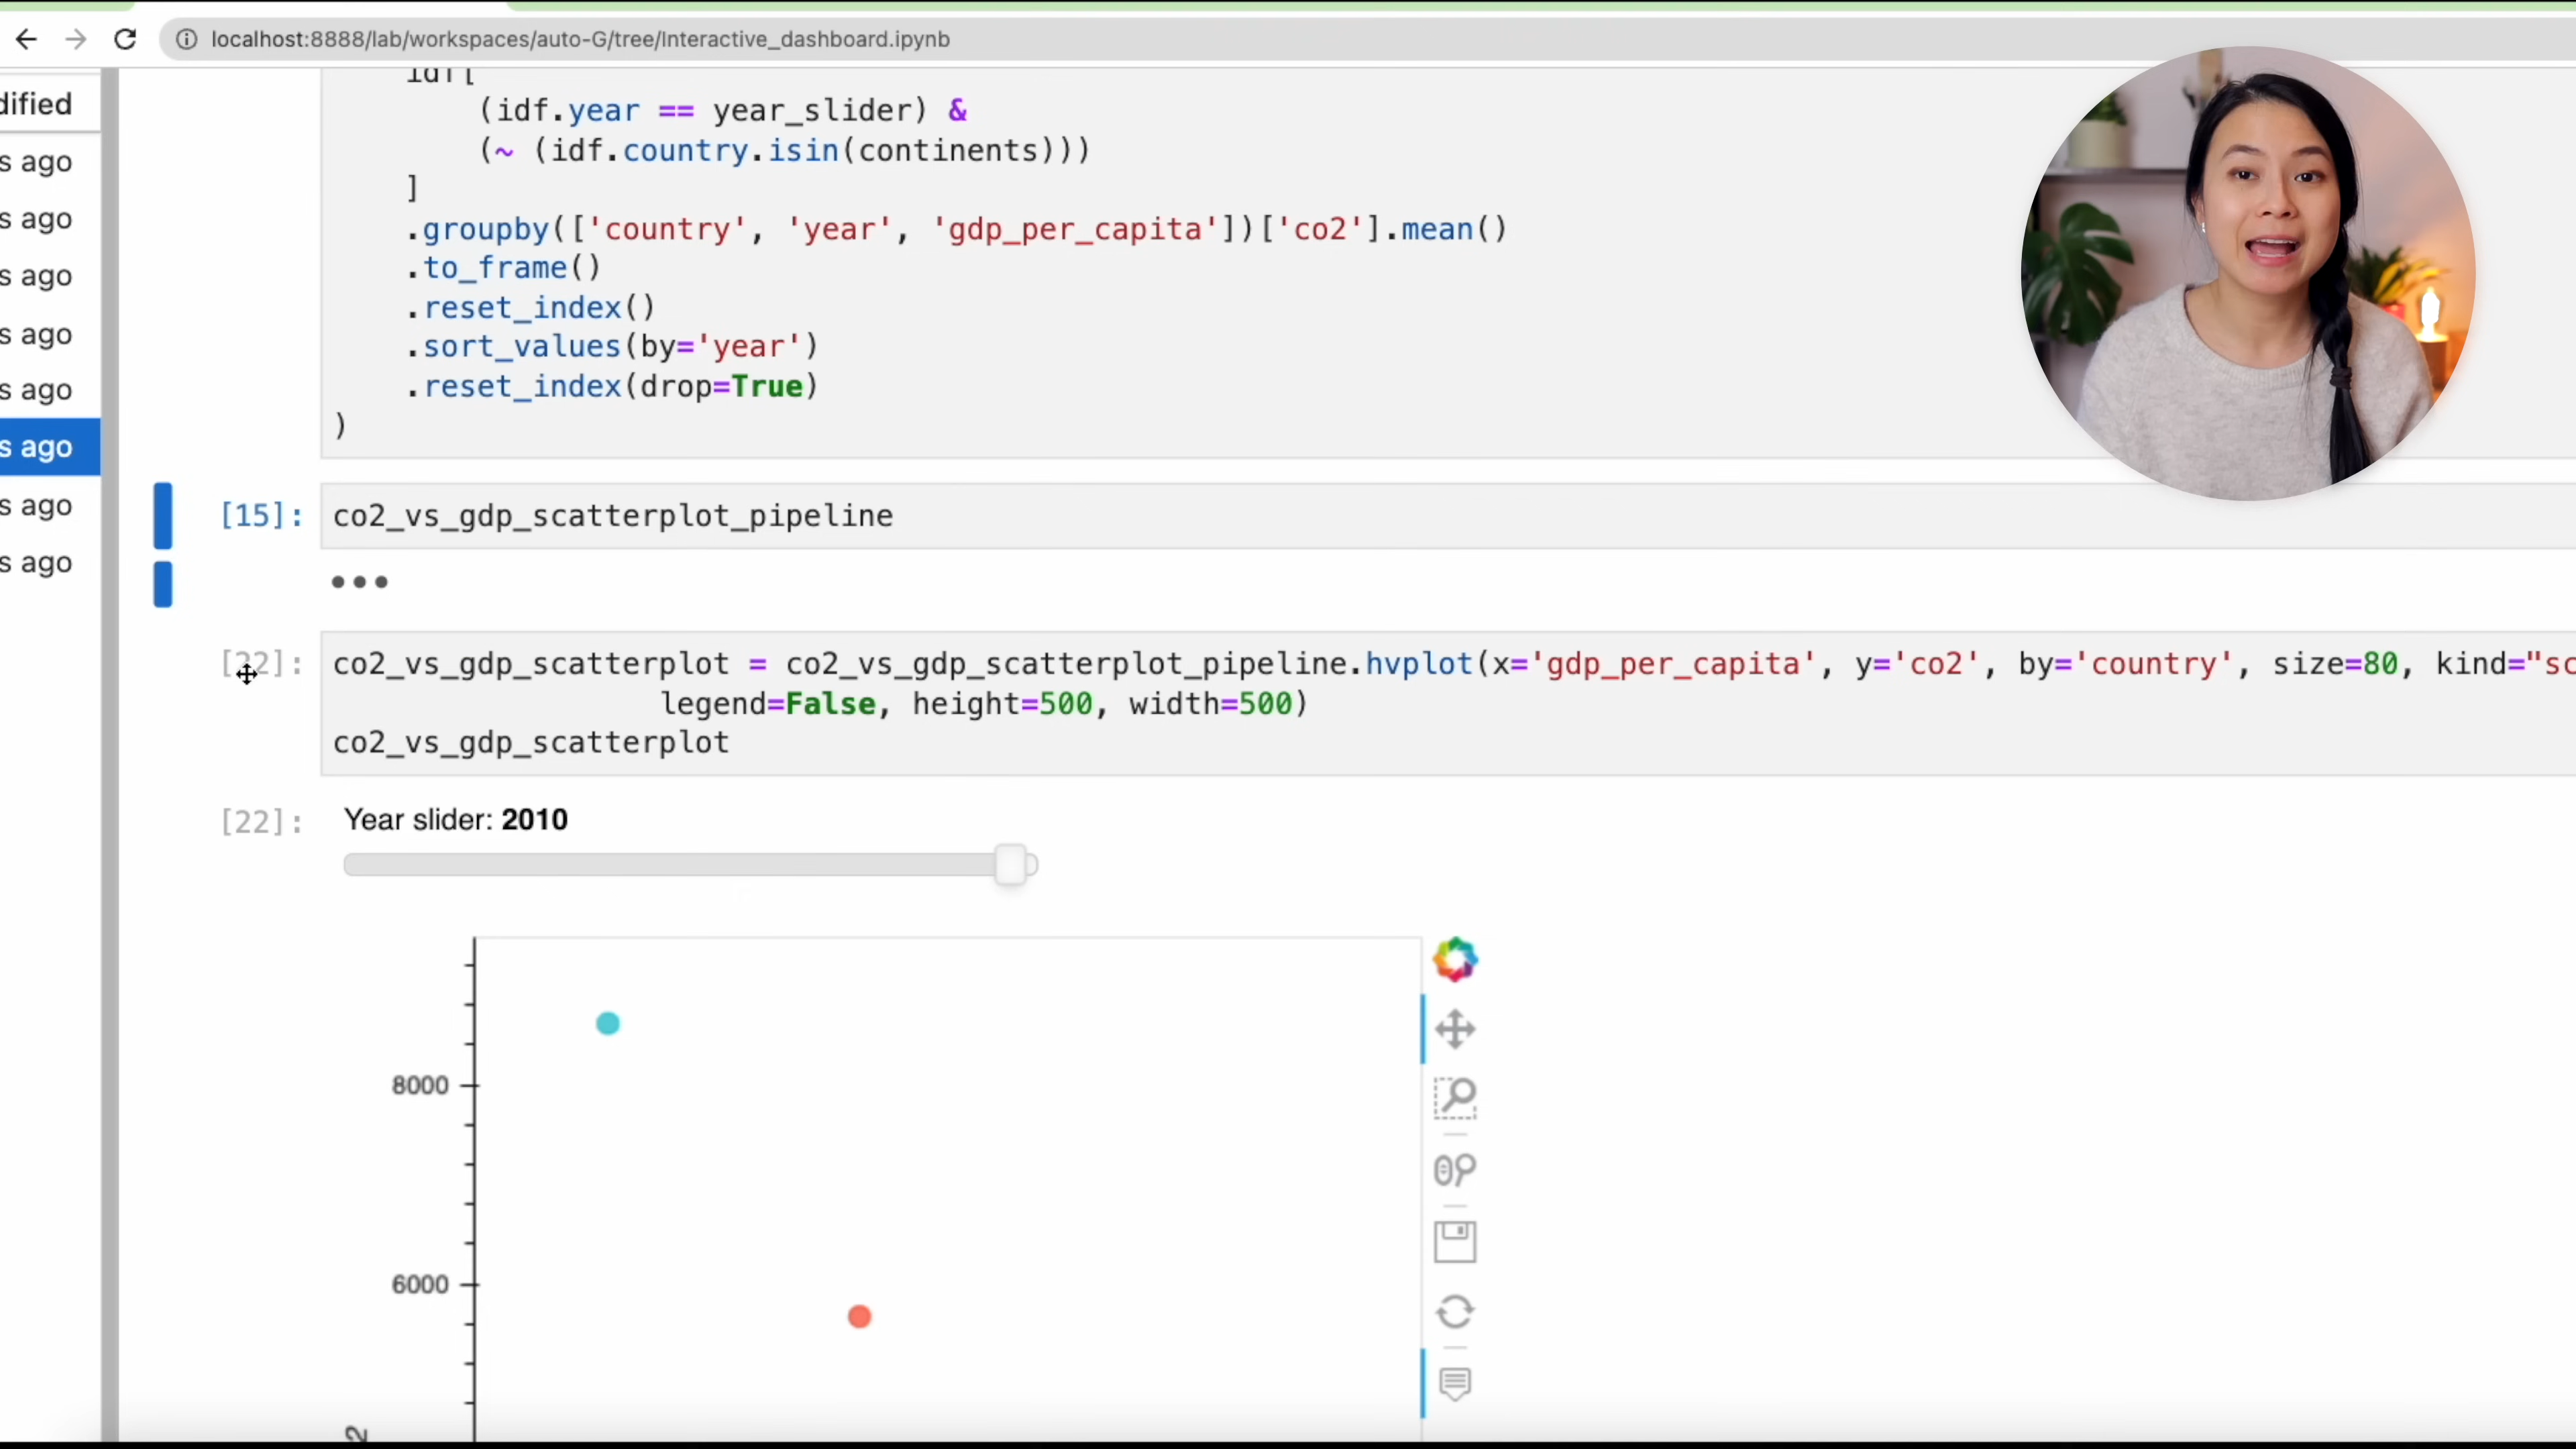 localhost:8888/lab/workspaces/auto-G/tree/Interactive_dashboard.ipynb
dified
s ago
s ago
s ago
s ago
s ago
s ago
s ago
s ago
idf[
(idf.year == year_slider) &
(~ (idf.country.isin(continents)))
]
.groupby(['country', 'year', 'gdp_per_capita'])['co2'].mean()
.to_frame()
.reset_index()
.sort_values(by='year')
.reset_index(drop=True)
)
[15]: co2_vs_gdp_scatterplot_pipeline
•••
[22]: co2_vs_gdp_scatterplot = co2_vs_gdp_scatterplot_pipeline.hvplot(x='gdp_per_capita', y='co2', by='country', size=80, kind="sc
legend=False, height=500, width=500)
co2_vs_gdp_scatterplot
[22]: Year slider: 2010
8000
6000
2